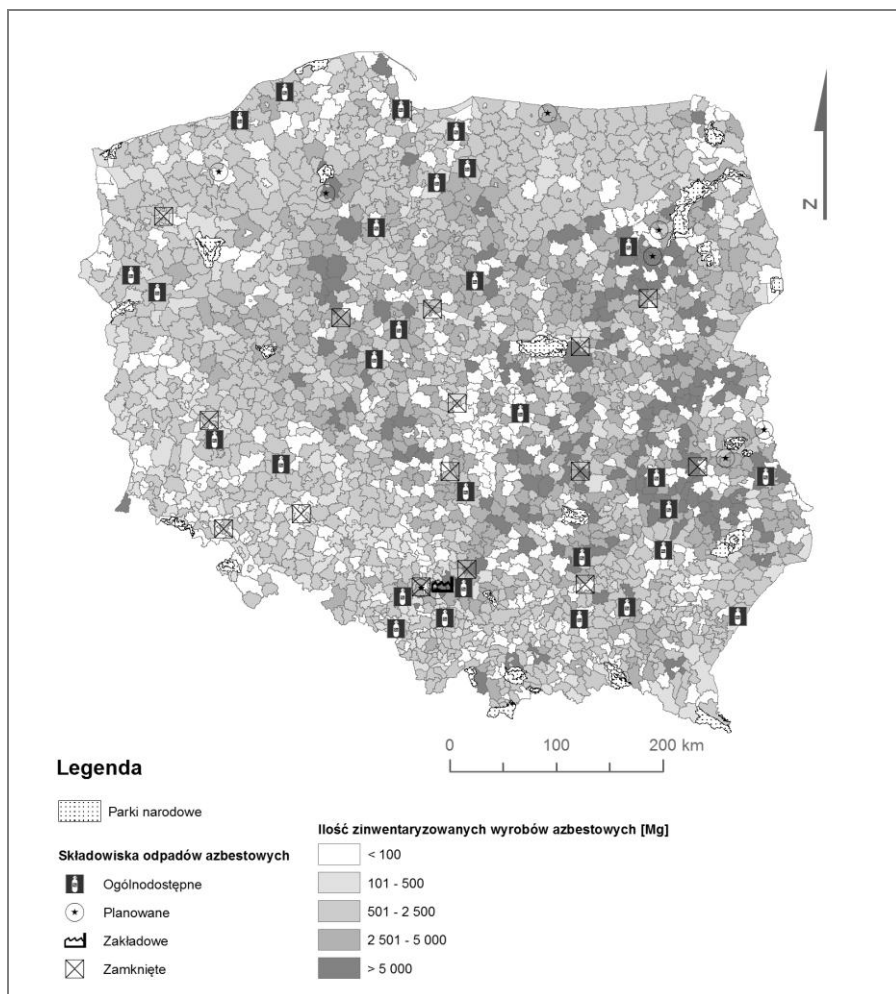 N
0 100 200 km
Legenda
Parki narodowe
Składowiska odpadów azbestowych
Ogólnodostępne
Planowane
Zakładowe
Zamknięte
Ilość zinwentaryzowanych wyrobów azbestowych [Mg]
< 100
101 - 500
501 - 2 500
2 501 - 5 000
> 5 000